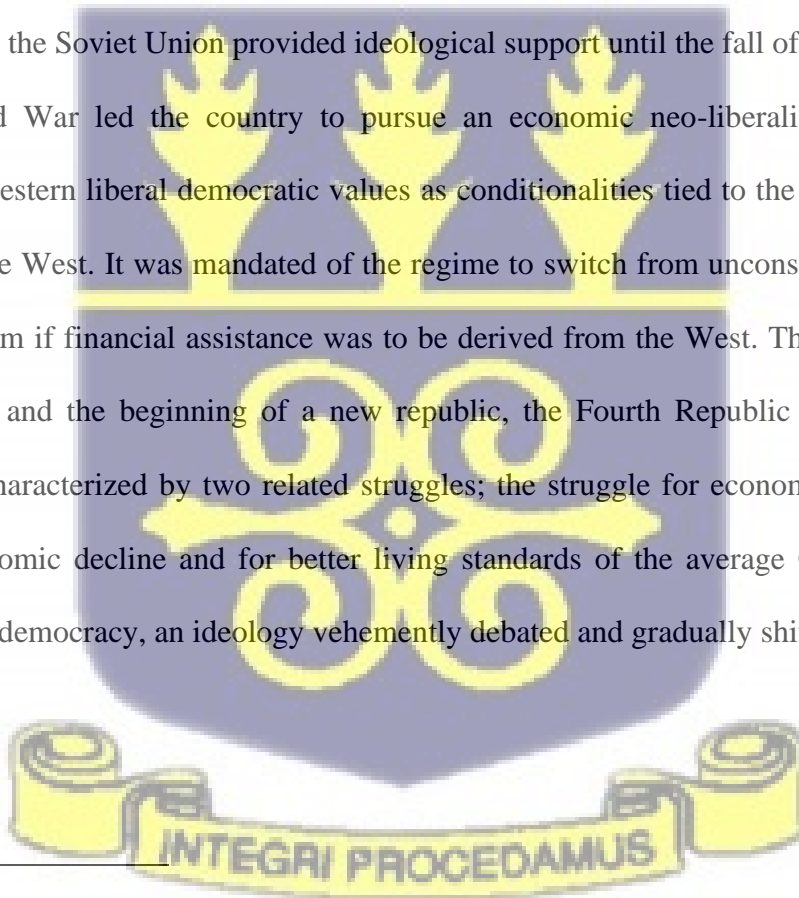 the Soviet Union provided ideological support until the fall of
War led the country to pursue an economic neo-liberali
estern liberal democratic values as conditionalities tied to the
e West. It was mandated of the regime to switch from uncons
m if financial assistance was to be derived from the West. Th
and the beginning of a new republic, the Fourth Republic
haracterized by two related struggles; the struggle for econom
omic decline and for better living standards of the average
democracy, an ideology vehemently debated and gradually shi
INTEGRI PROCEDAMUS